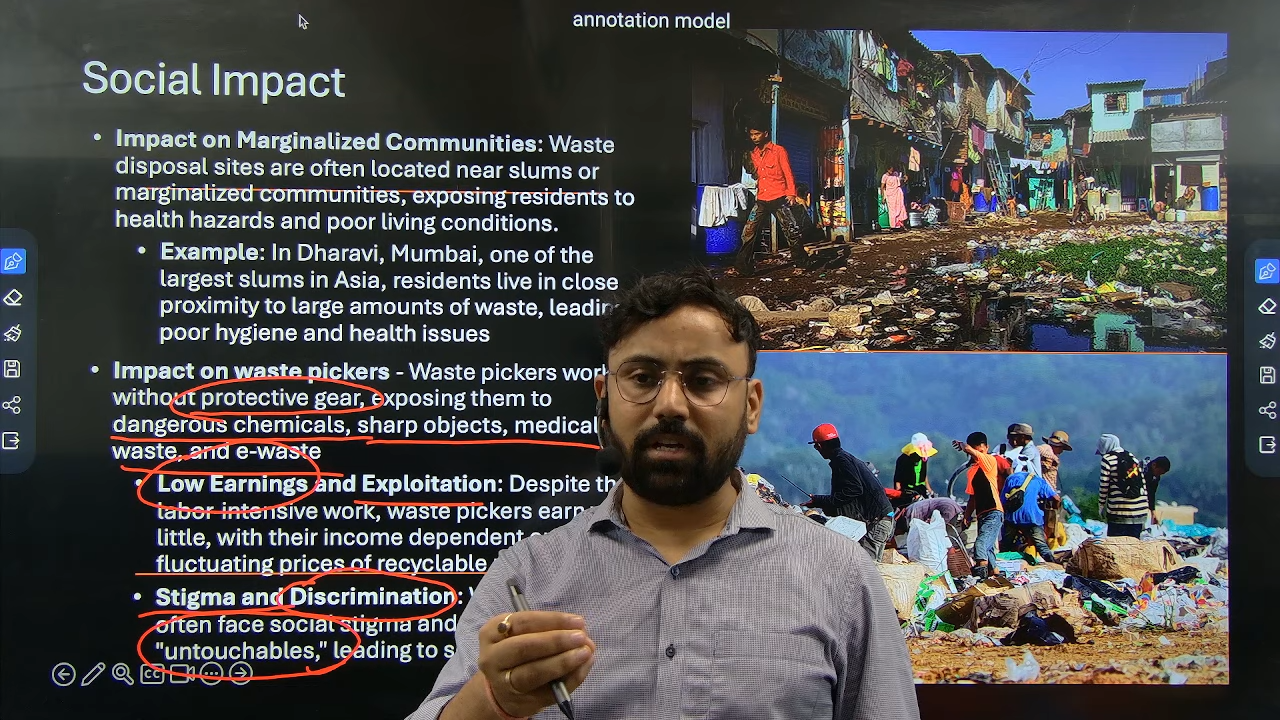 annotation model
Social Impact
• Impact on Marginalized Communities: Waste
disposal sites are often located near slums or
marginalized communities, exposing residents to
health hazards and poor living conditions.
• Example: In Dharavi, Mumbai, one of the
largest slums in Asia, residents live in close
proximity to large amounts of waste, leading
poor hygiene and health issues
• Impact on waste pickers - Waste pickers work
without protective gear, exposing them to
dangerous chemicals, sharp objects, medical
waste, and e-waste
• Low Earnings and Exploitation: Despite th
labor intensive work, waste pickers earn
little, with their income dependent
fluctuating prices of recyclable
• Stigma and Discrimination:
often face social stigma and
"untouchables," leading to s
CC